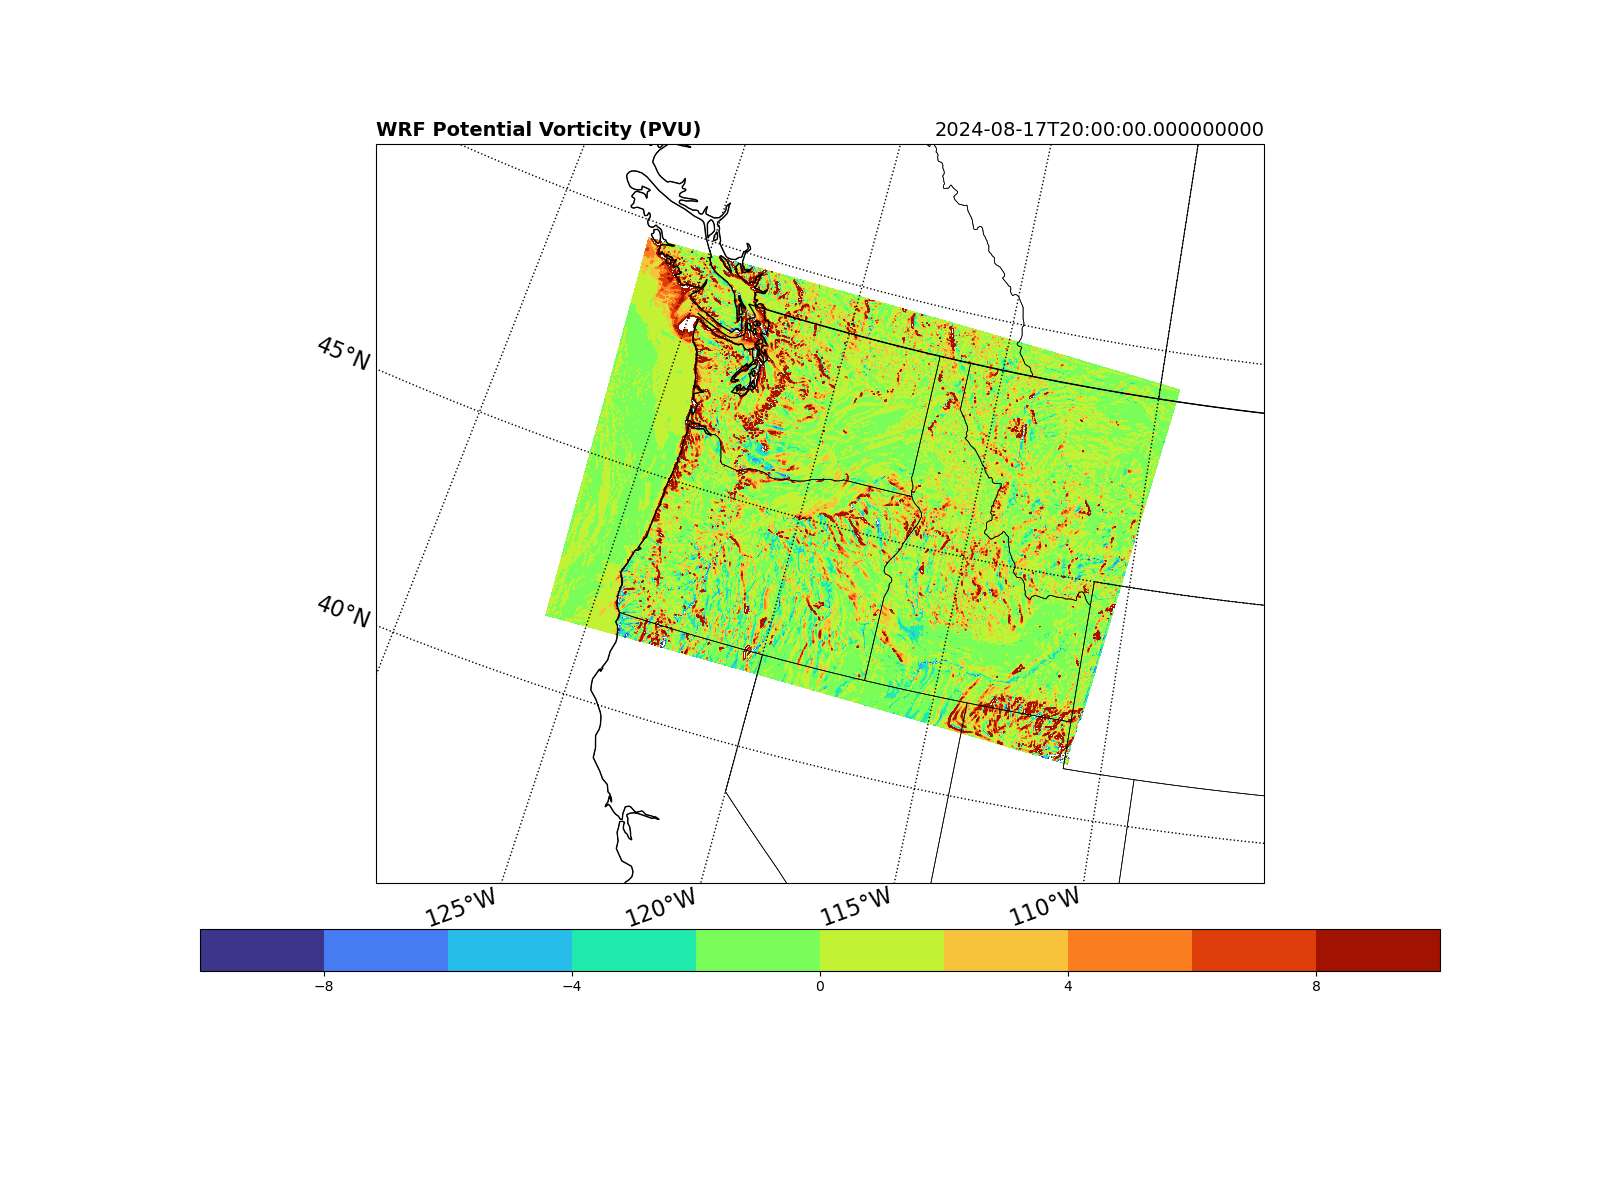 WRF Potential Vorticity (PVU) 2024-08-17T20:00:00.000000000
45°N
40°N
125°W 120°W 115°W 110°W
−8 −4 0 4 8